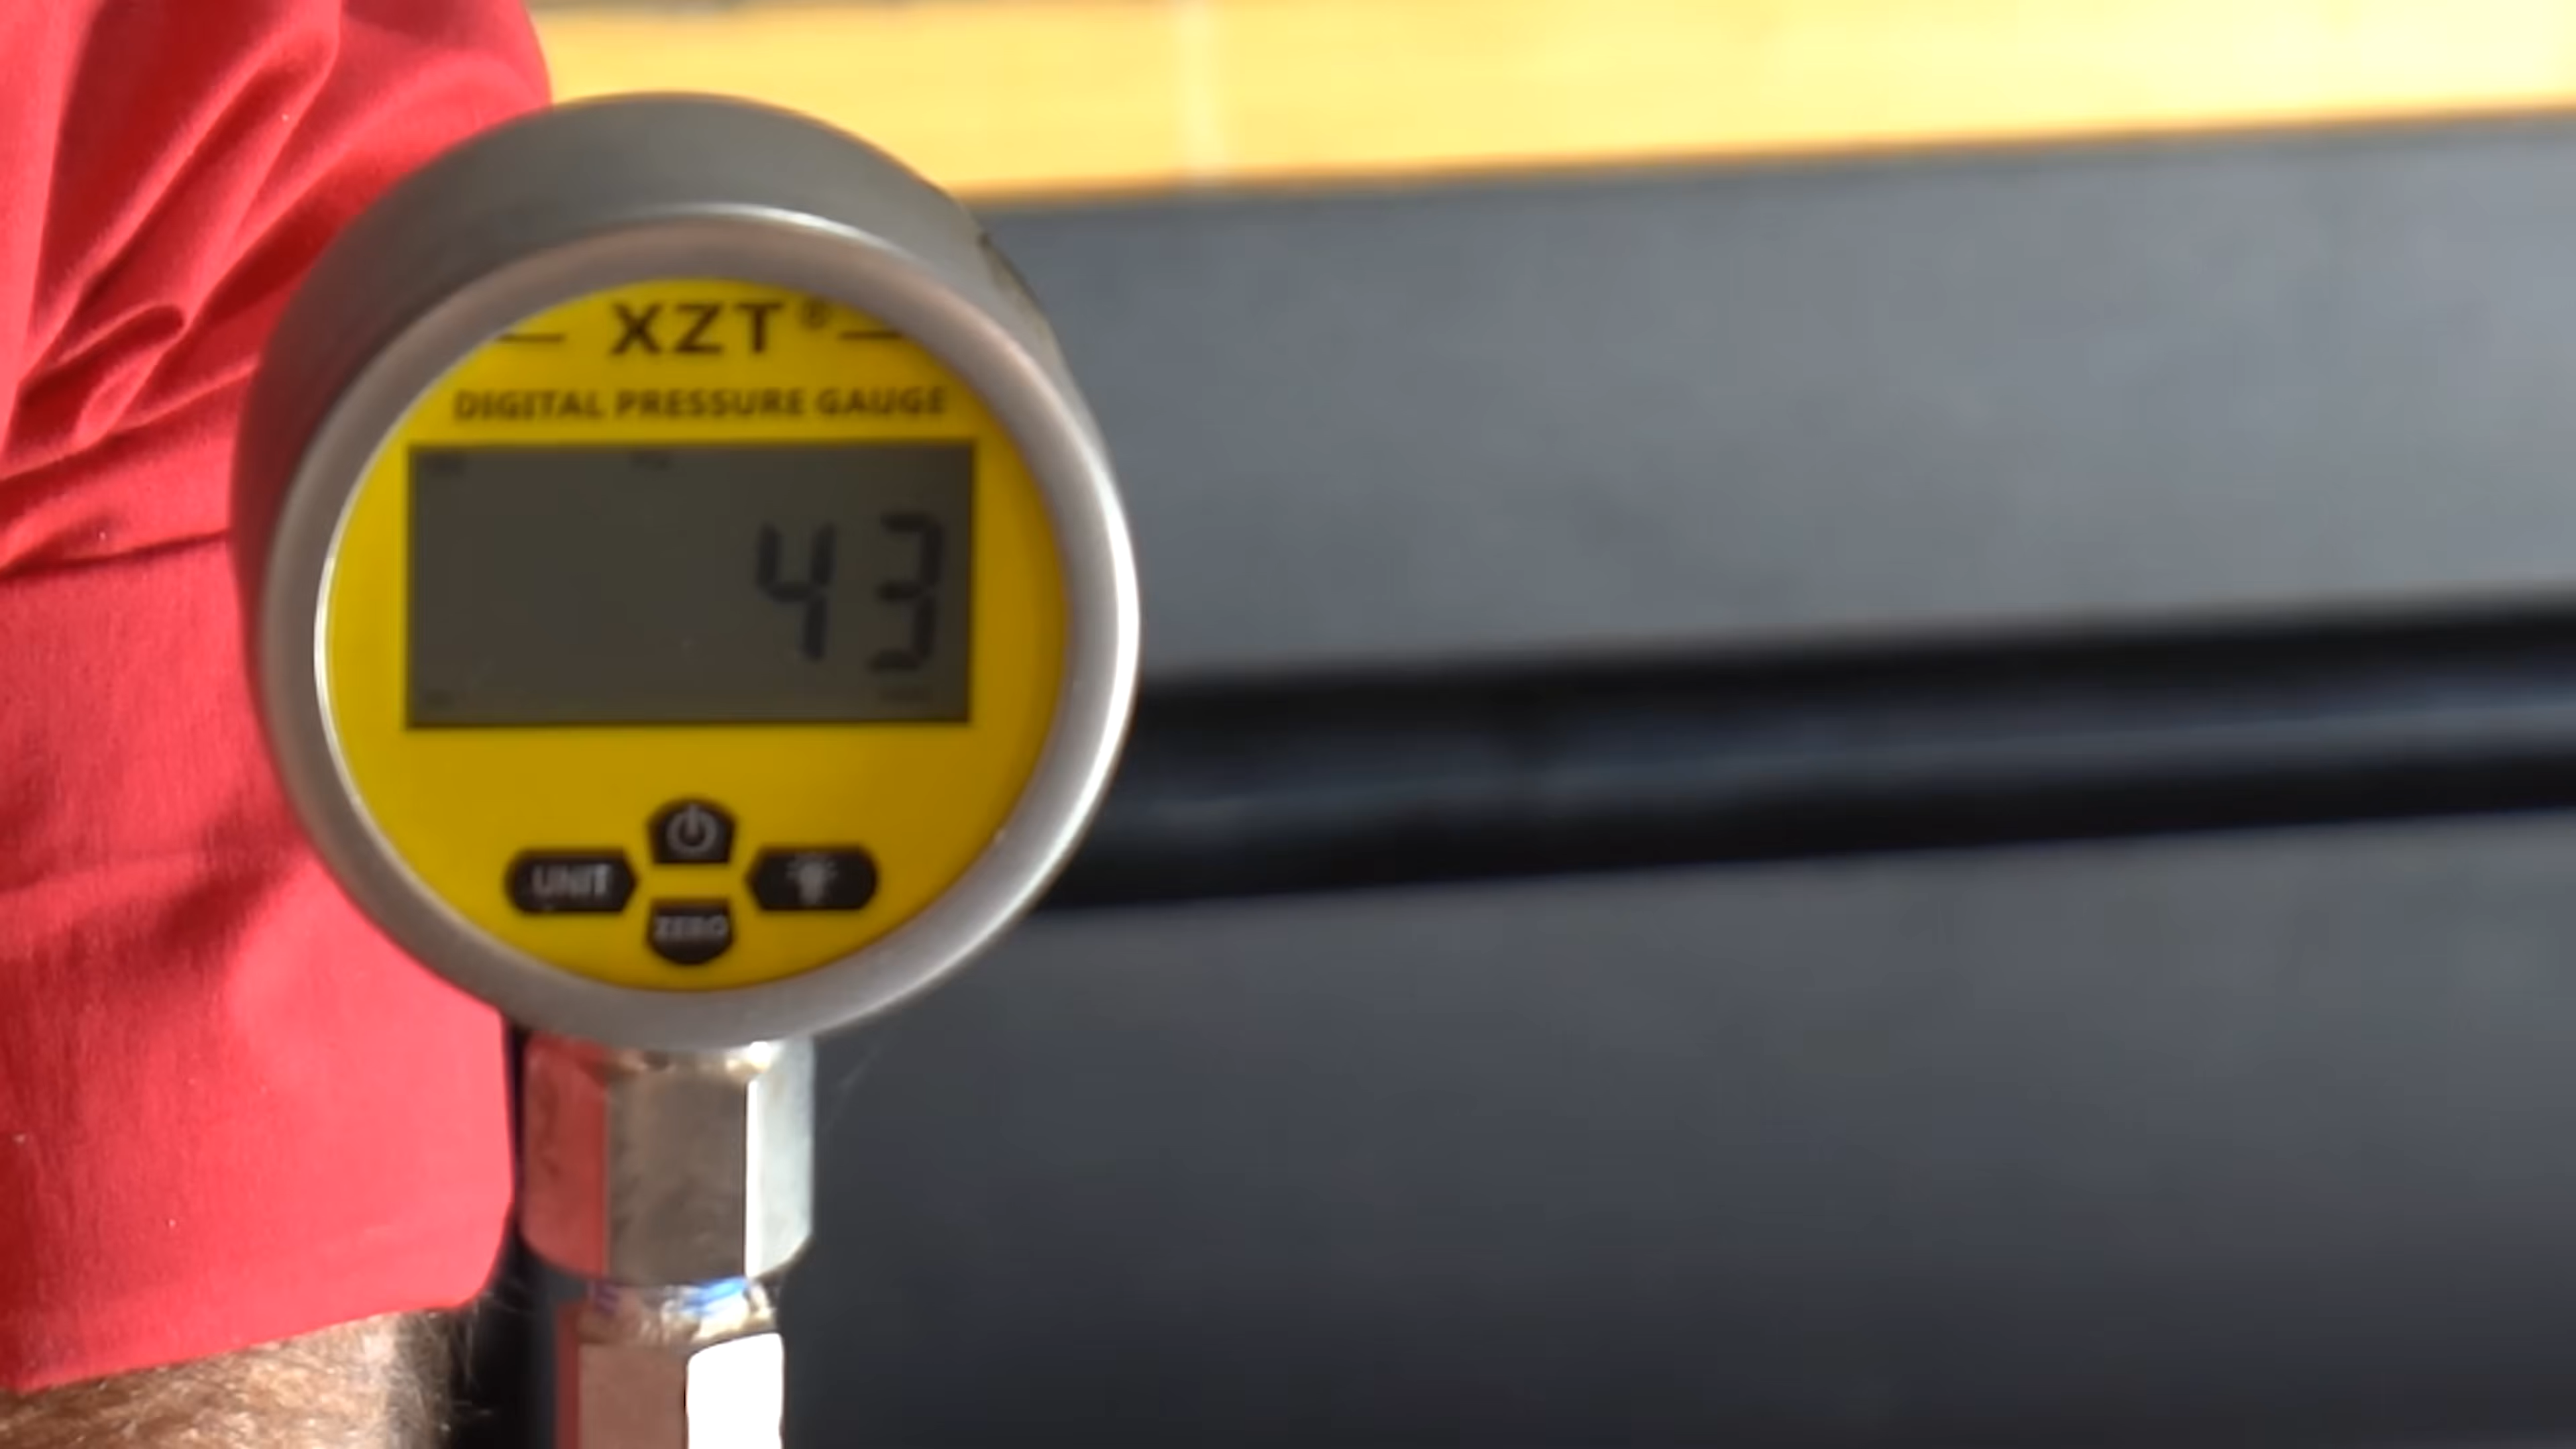 XZT®
DIGITAL PRESSURE GAUGE
43
UNIT
ZERO